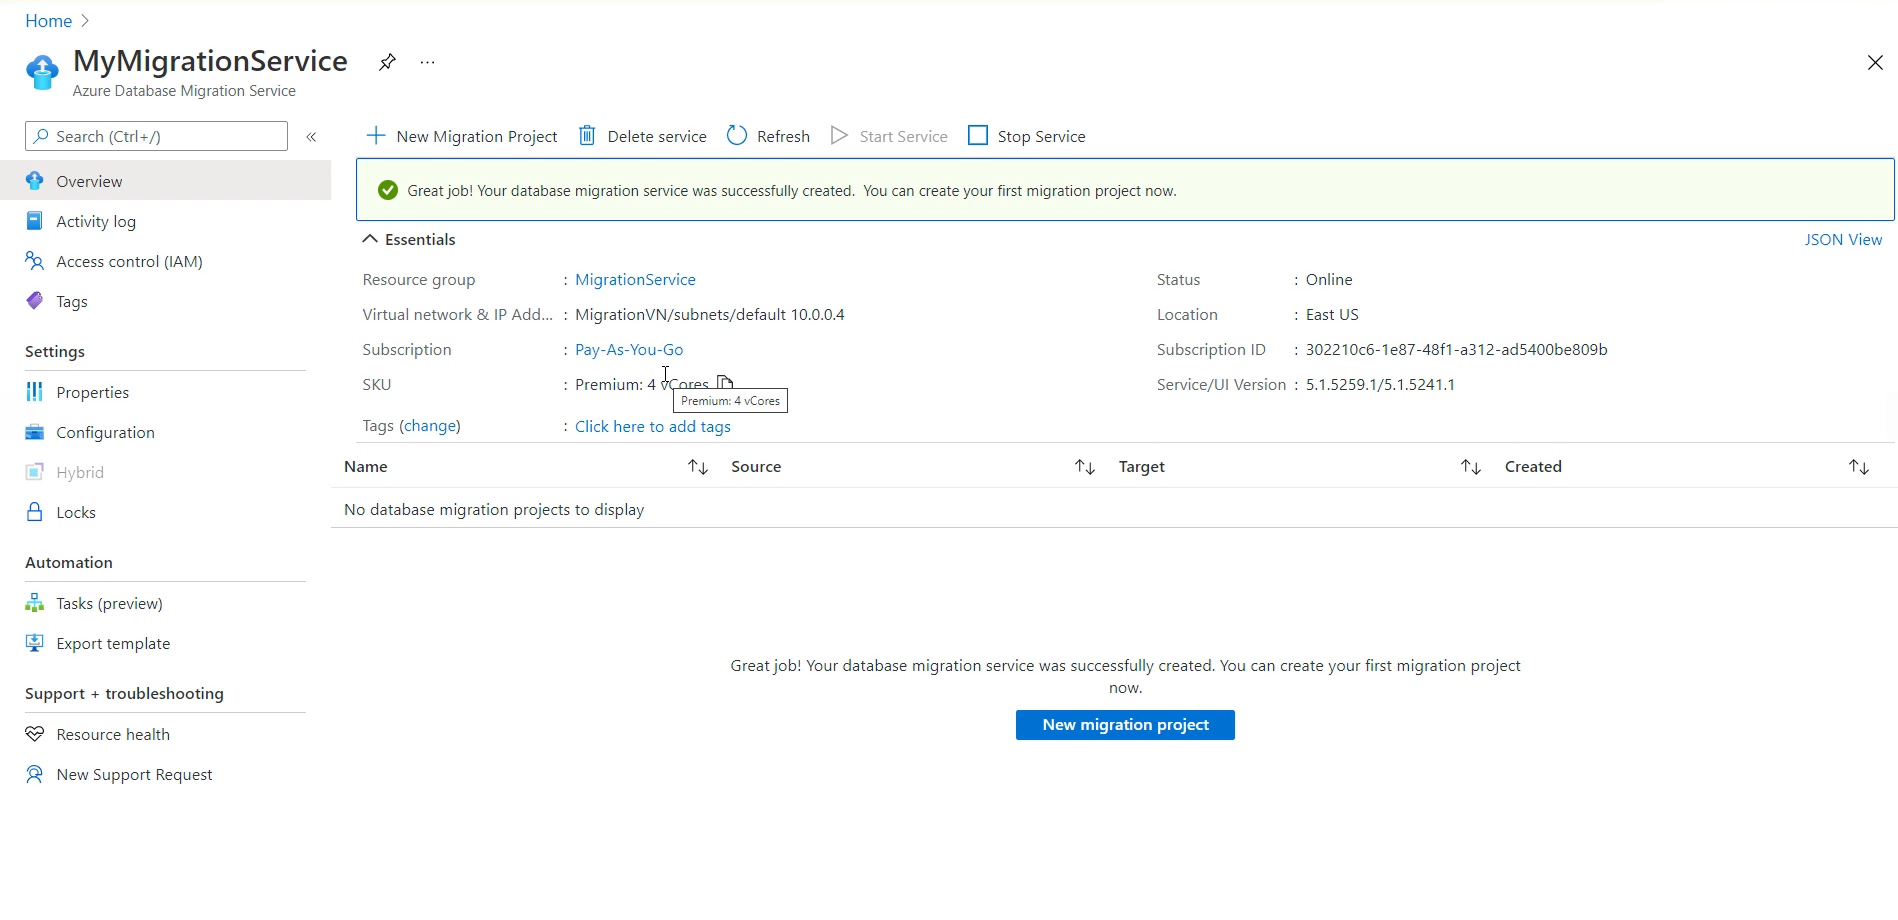 Home
MyMigrationService
Azure Database Migration Service
Search (Ctrl+/)
Overview
Activity log
Access control (IAM)
Tags
Settings
Properties
Configuration
Hybrid
Locks
Automation
Tasks (preview)
Export template
Support + troubleshooting
Resource health
New Support Request
New Migration Project Delete service Refresh Start Service Stop Service
Great job! Your database migration service was successfully created. You can create your first migration project now.
Essentials JSON View
Resource group : MigrationService Status : Online
Virtual network & IP Add... : MigrationVN/subnets/default 10.0.0.4 Location : East US
Subscription : Pay-As-You-Go Subscription ID : 302210c6-1e87-48f1-a312-ad5400be809b
SKU : Premium: 4 vCores Service/UI Version : 5.1.5259.1/5.1.5241.1
Premium: 4 vCores
Tags (change) : Click here to add tags
Name Source Target Created
No database migration projects to display
Great job! Your database migration service was successfully created. You can create your first migration project
now.
New migration project